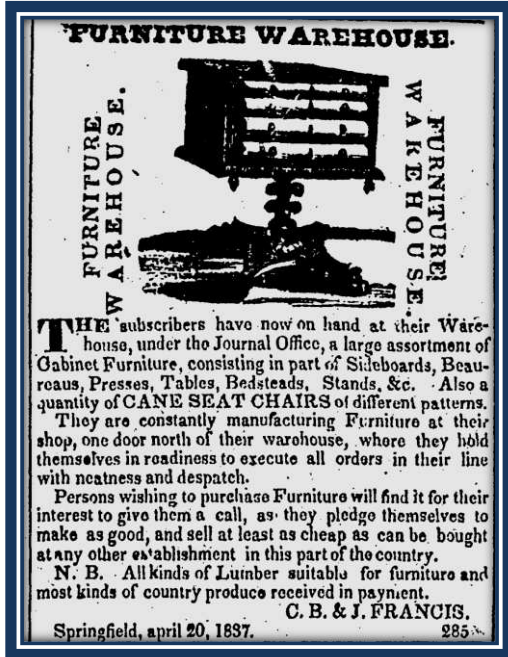 FURNITURE WAREHOUSE.
FURNITURE
WAREHOUSE.
FURNITURE
WAREHOUSE.
THE subscribers have now on hand at their Ware-
house, under the Journal Office, a large assortment of
Cabinet Furniture, consisting in part of Sideboards, Beau-
reaus, Presses, Tables, Bedsteads, Stands, &c. Also a
quantity of CANE SEAT CHAIRS of different patterns.
They are constantly manufacturing Furniture at their
shop, one door north of their warehouse, where they hold
themselves in readiness to execute all orders in their line
with neatness and despatch.
Persons wishing to purchase Furniture will find it for their
interest to give them a call, as they pledge themselves to
make as good, and sell at least as cheap as can be bought
at any other establishment in this part of the country.
N. B. All kinds of Lumber suitable for furniture and
most kinds of country produce received in payment.
C. B. & J. FRANCIS.
Springfield, april 20, 1837. 285